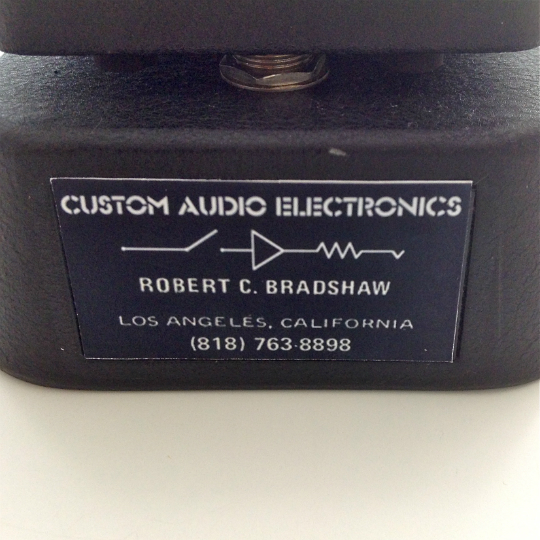 CUSTOM AUDIO ELECTRONICS
ROBERT C. BRADSHAW
LOS ANGELES, CALIFORNIA
(818) 763-8898